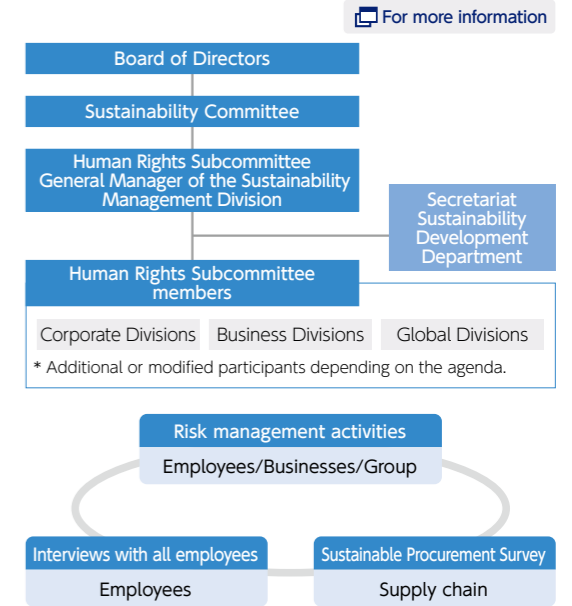 For more information
Board of Directors
Sustainability Committee
Human Rights Subcommittee
General Manager of the Sustainability
Management Division
Secretariat
Sustainability
Development
Department
Human Rights Subcommittee
members
Corporate Divisions
Business Divisions
Global Divisions
* Additional or modified participants depending on the agenda.
Risk management activities
Employees/Businesses/Group
Interviews with all employees
Employees
Sustainable Procurement Survey
Supply chain